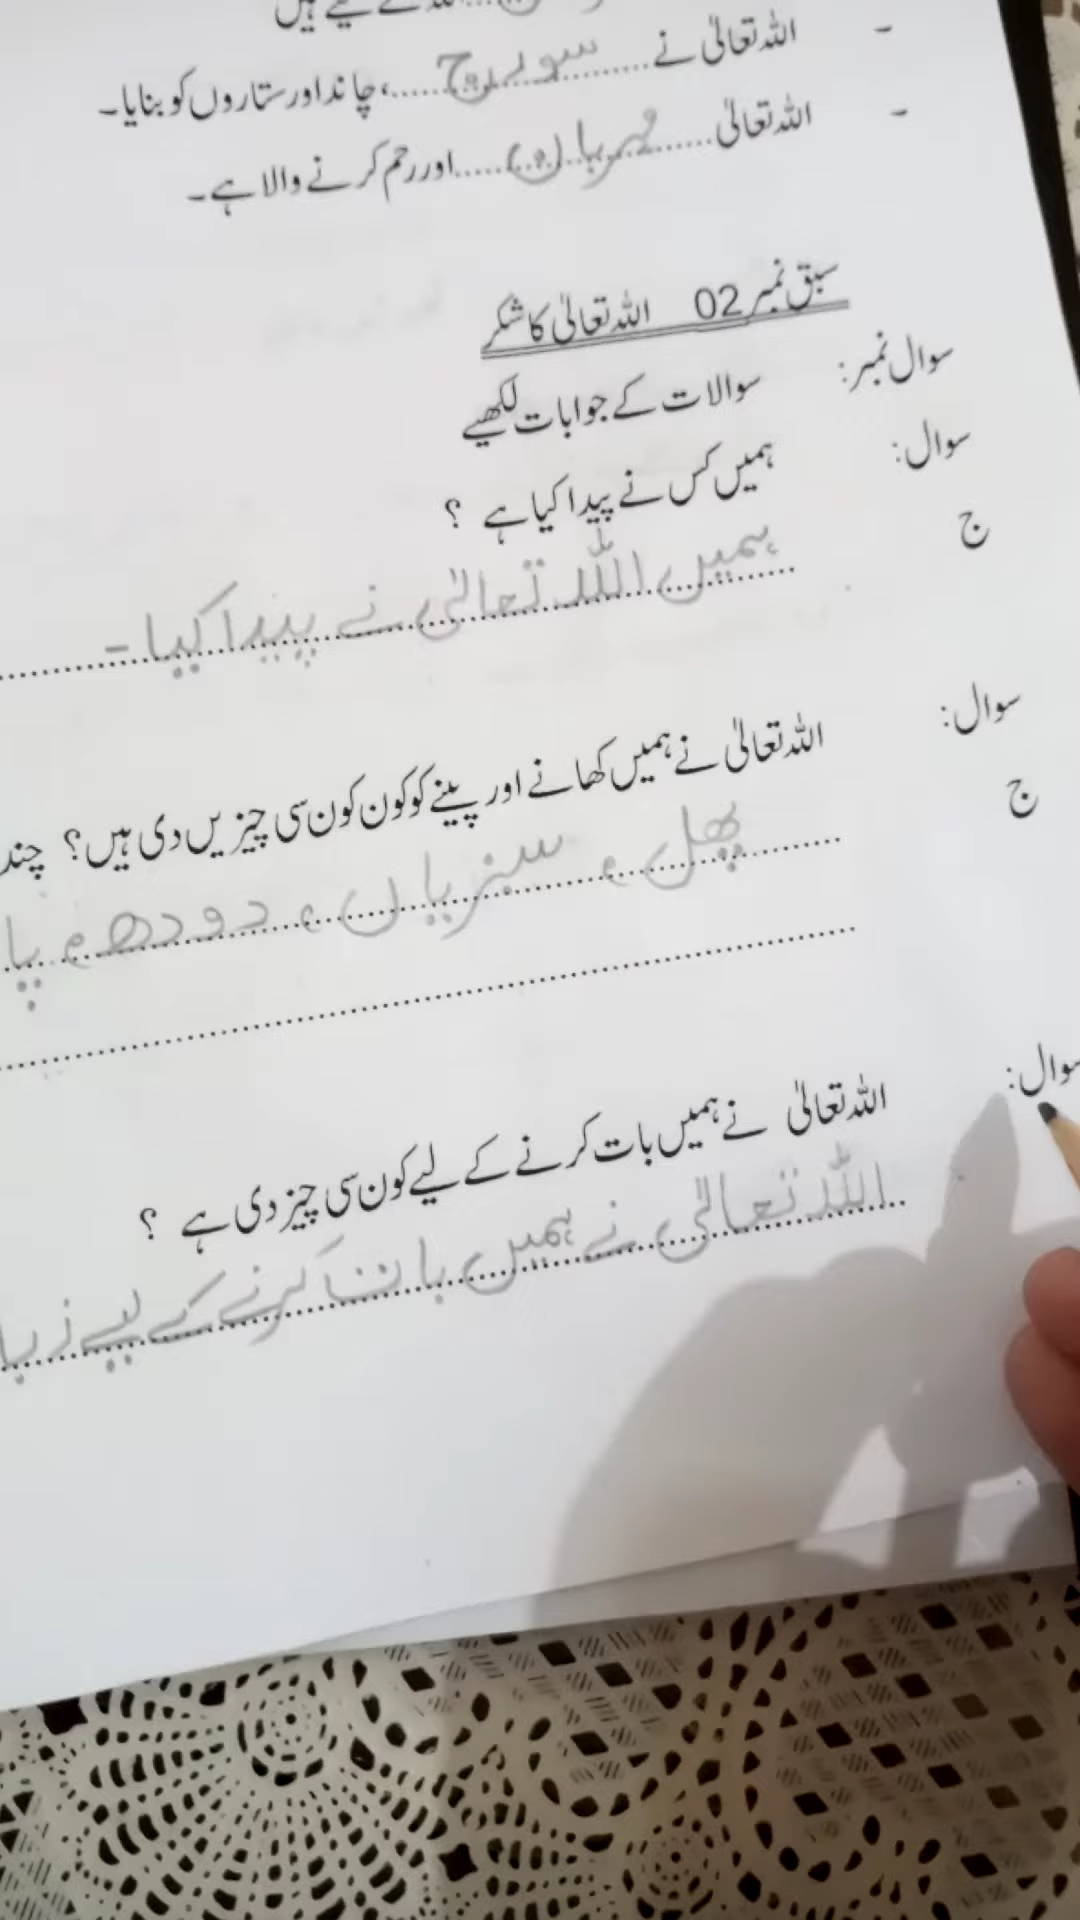 ہیں
- اللہ تعالیٰ نے سورج، چاند اور ستاروں کو بنایا۔
- اللہ تعالیٰ مہربان اور رحم کرنے والا ہے۔
سبق نمبر 02 اللہ تعالیٰ کا شکر
سوال نمبر: سوالات کے جوابات لکھیے
سوال: ہمیں کس نے پیدا کیا ہے ؟
ج ہمیں اللہ تعالیٰ نے پیدا کیا -
سوال: اللہ تعالیٰ نے ہمیں کھانے اور پینے کو کون کون سی چیزیں دی ہیں؟ چند
ج پھل، سبزیاں، دودھ، پا
سوال: اللہ تعالیٰ نے ہمیں بات کرنے کے لیے کون سی چیز دی ہے ؟
اللہ تعالیٰ نے ہمیں بات کرنے کے لیے زبا